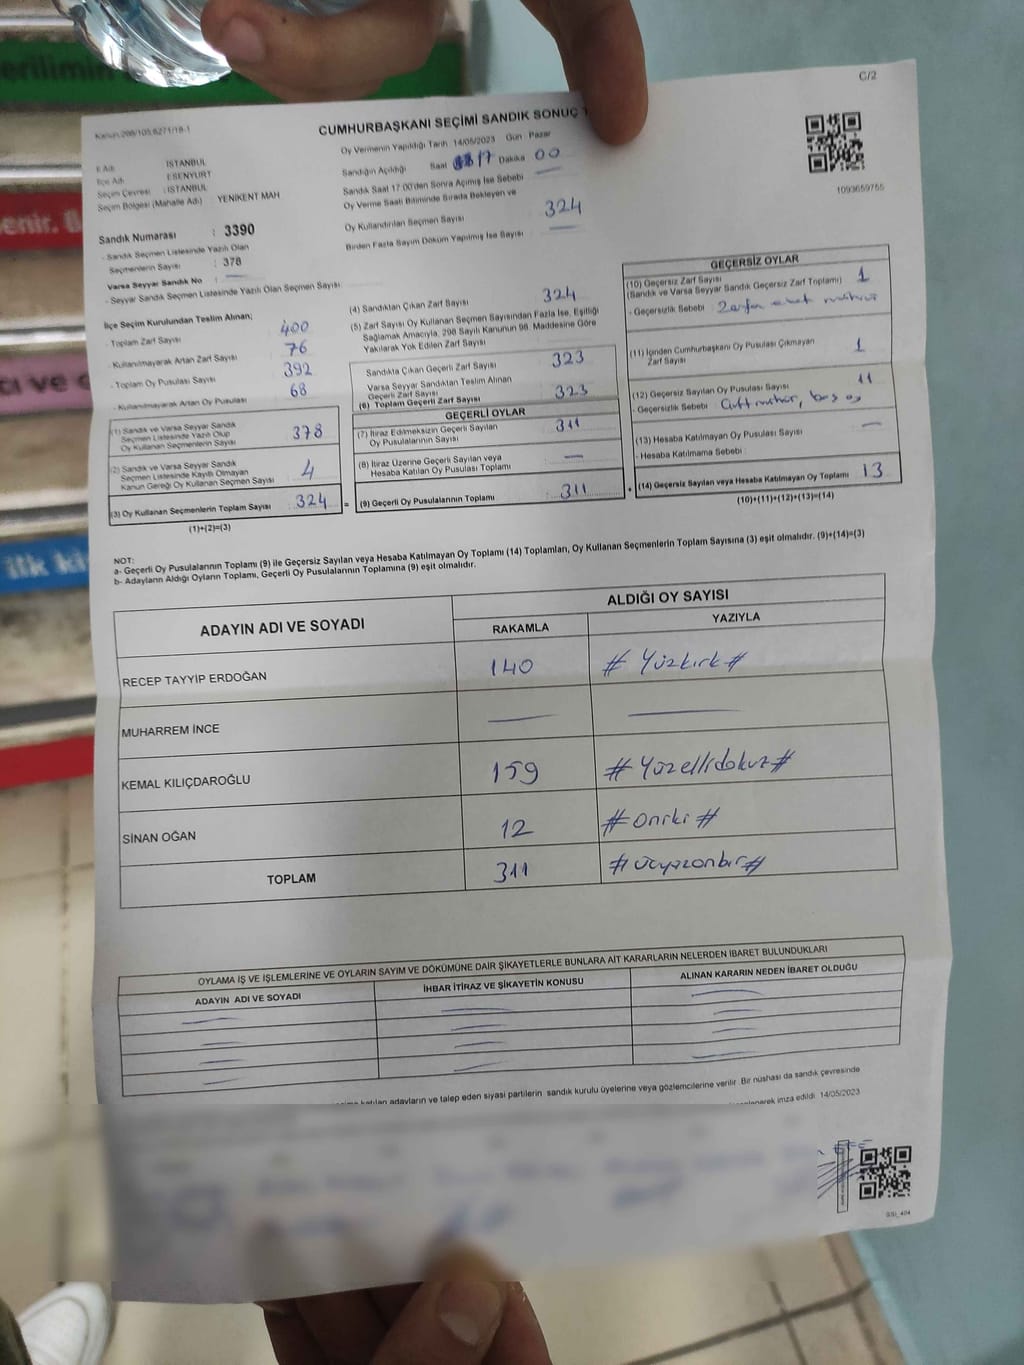 erilimin
enir. B
cı ve
ilk ki
C/2
Kanun:298/105;6271/18-1
CUMHURBAŞKANI SEÇİMİ SANDIK SONUÇ
Oy Vermenin Yapıldığı Tarih 14/05/2023 Gün : Pazar
Sandığın Açıldığı Saat 17 Dakika 00
Sandık Saat 17:00'den Sonra Açılmış İse Sebebi
Oy Verme Saati Bitiminde Sırada Bekleyen ve
Oy Kullandırılan Seçmen Sayısı 324
Birden Fazla Sayım Döküm Yapılmış İse Sayısı
1093659755
İl Adı : İSTANBUL
İlçe Adı : ESENYURT
Seçim Çevresi : İSTANBUL
Seçim Bölgesi (Mahalle Adı) : YENİKENT MAH
Sandık Numarası : 3390
- Sandık Seçmen Listesinde Yazılı Olan
Seçmenlerin Sayısı : 378
Varsa Seyyar Sandık No :
- Seyyar Sandık Seçmen Listesinde Yazılı Olan Seçmen Sayısı
İlçe Seçim Kurulundan Teslim Alınan;
- Toplam Zarf Sayısı 400
- Kullanılmayarak Artan Zarf Sayısı 76
- Toplam Oy Pusulası Sayısı 392
- Kullanılmayarak Artan Oy Pusulası 68
(1) Sandık ve Varsa Seyyar Sandık
Seçmen Listesinde Yazılı Olup
Oy Kullanan Seçmenlerin Sayısı 378
(2) Sandık ve Varsa Seyyar Sandık
Seçmen Listesinde Kayıtlı Olmayan
Kanun Gereği Oy Kullanan Seçmen Sayısı 4
(3) Oy Kullanan Seçmenlerin Toplam Sayısı 324 =
(1)+(2)=(3)
(4) Sandıktan Çıkan Zarf Sayısı 324
(5) Zarf Sayısı Oy Kullanan Seçmen Sayısından Fazla İse, Eşitliği
Sağlamak Amacıyla, 298 Sayılı Kanunun 98. Maddesine Göre
Yakılarak Yok Edilen Zarf Sayısı
Sandıkta Çıkan Geçerli Zarf Sayısı 323
Varsa Seyyar Sandıktan Teslim Alınan
Geçerli Zarf Sayısı
(6) Toplam Geçerli Zarf Sayısı 323
GEÇERLİ OYLAR
(7) İtiraz Edilmeksizin Geçerli Sayılan
Oy Pusulalarının Sayısı 311
(8) İtiraz Üzerine Geçerli Sayılan veya
Hesaba Katılan Oy Pusulası Toplamı
(9) Geçerli Oy Pusulalarının Toplamı 311 +
GEÇERSİZ OYLAR
(10) Geçersiz Zarf Sayısı
(Sandık ve Varsa Seyyar Sandık Geçersiz Zarf Toplamı) 1
- Geçersizlik Sebebi :
(11) İçinden Cumhurbaşkanı Oy Pusulası Çıkmayan
Zarf Sayısı 1
(12) Geçersiz Sayılan Oy Pusulası Sayısı 11
- Geçersizlik Sebebi : Çift mühür, boş oy
(13) Hesaba Katılmayan Oy Pusulası Sayısı
- Hesaba Katılmama Sebebi :
(14) Geçersiz Sayılan veya Hesaba Katılmayan Oy Toplamı 13
(10)+(11)+(12)+(13)=(14)
NOT:
a- Geçerli Oy Pusulalarının Toplamı (9) ile Geçersiz Sayılan veya Hesaba Katılmayan Oy Toplamı (14) Toplamları, Oy Kullanan Seçmenlerin Toplam Sayısına (3) eşit olmalıdır. (9)+(14)=(3)
b- Adayların Aldığı Oyların Toplamı, Geçerli Oy Pusulalarının Toplamına (9) eşit olmalıdır.
ADAYIN ADI VE SOYADI
ALDIĞI OY SAYISI
RAKAMLA YAZIYLA
RECEP TAYYİP ERDOĞAN 140 # Yüzkırk #
MUHARREM İNCE
KEMAL KILIÇDAROĞLU 159 # Yüzellidokuz #
SİNAN OĞAN 12 # oniki #
TOPLAM 311 # üçyüzonbir #
OYLAMA İŞ VE İŞLEMLERİNE VE OYLARIN SAYIM VE DÖKÜMÜNE DAİR ŞİKAYETLERLE BUNLARA AİT KARARLARIN NELERDEN İBARET BULUNDUKLARI
ADAYIN ADI VE SOYADI İHBAR İTİRAZ VE ŞİKAYETİN KONUSU ALINAN KARARIN NEDEN İBARET OLDUĞU
katılan adayların ve talep eden siyasi partilerin sandık kurulu üyelerine veya gözlemcilerine verilir. Bir nüshası da sandık çevresinde
imza edildi. 14/05/2023